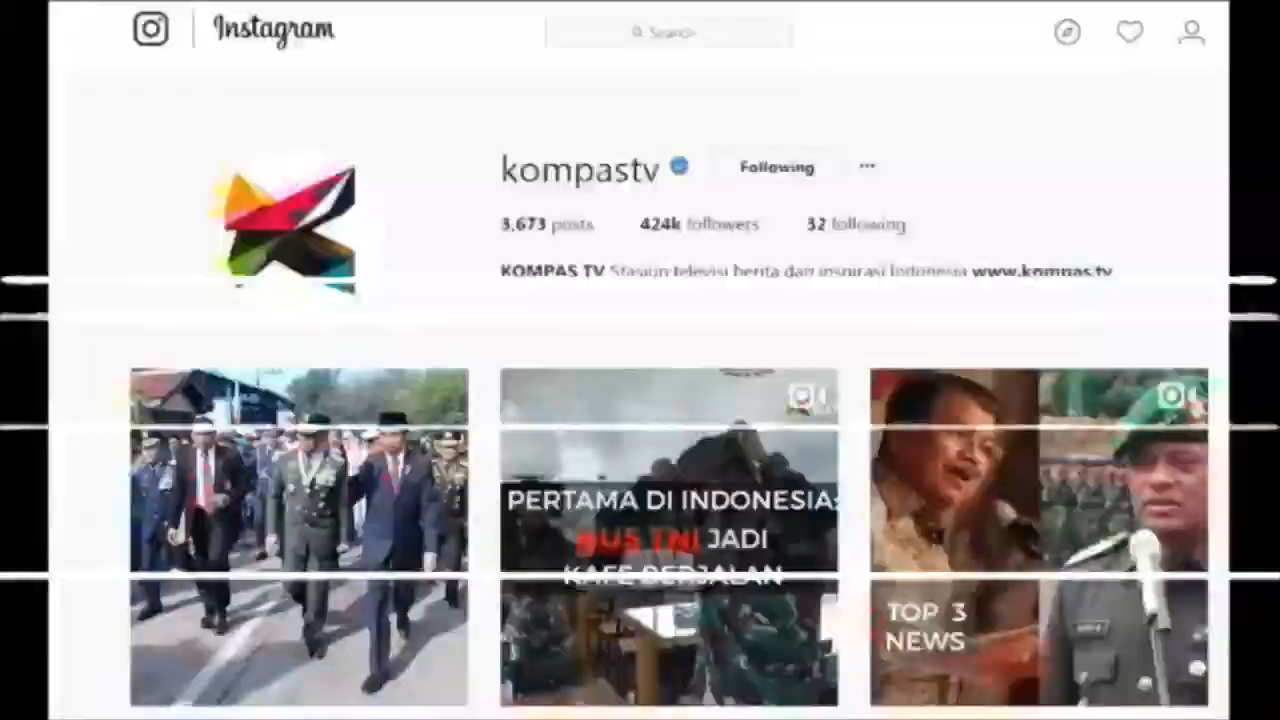 Instagram
Search
kompastv
Following
3,673 posts 424k followers 32 following
KOMPAS TV Stasiun televisi berita dan inspirasi Indonesia www.kompas.tv
PERTAMA DI INDONESIA:
BUS TNI JADI
KAFE BERJALAN
TOP 3
NEWS